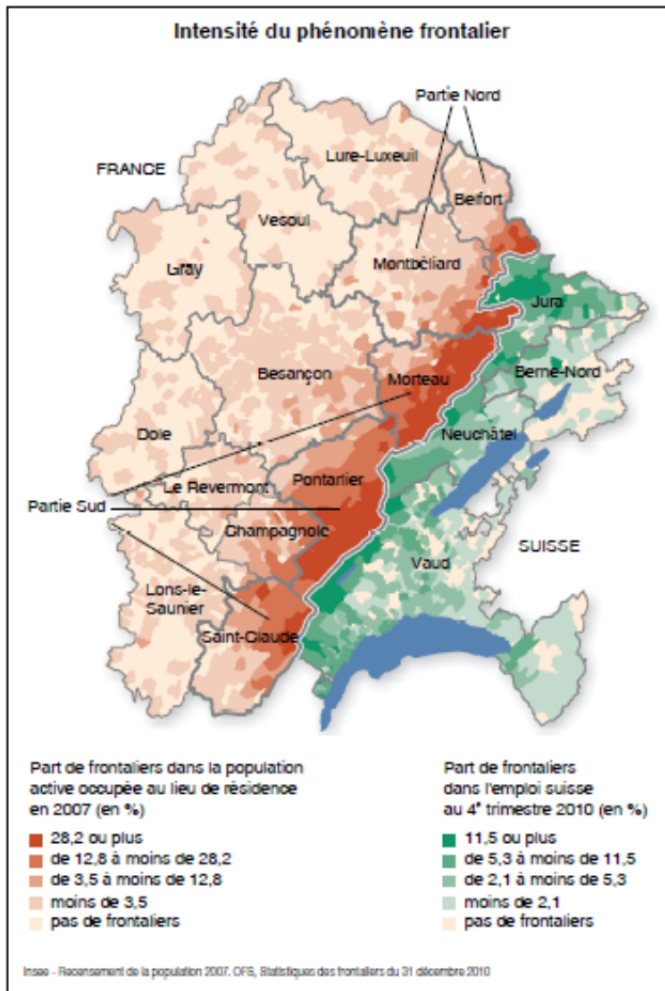 Intensité du phénomène frontalier
Partie Nord
FRANCE
Lure-Luxeuil
Belfort
Vesoul
Gray
Montbéliard
Jura
Besançon
Morteau
Berne-Nord
Dole
Neuchâtel
Le Revermont
Pontarlier
Partie Sud
Champagnole
SUISSE
Vaud
Lons-le-
Saunier
Saint-Claude
Part de frontaliers dans la population
active occupée au lieu de résidence
en 2007 (en %)
28,2 ou plus
de 12,8 à moins de 28,2
de 3,5 à moins de 12,8
moins de 3,5
pas de frontaliers
Part de frontaliers
dans l'emploi suisse
au 4e trimestre 2010 (en %)
11,5 ou plus
de 5,3 à moins de 11,5
de 2,1 à moins de 5,3
moins de 2,1
pas de frontaliers
Insee - Recensement de la population 2007. OFS, Statistiques des frontaliers du 31 décembre 2010